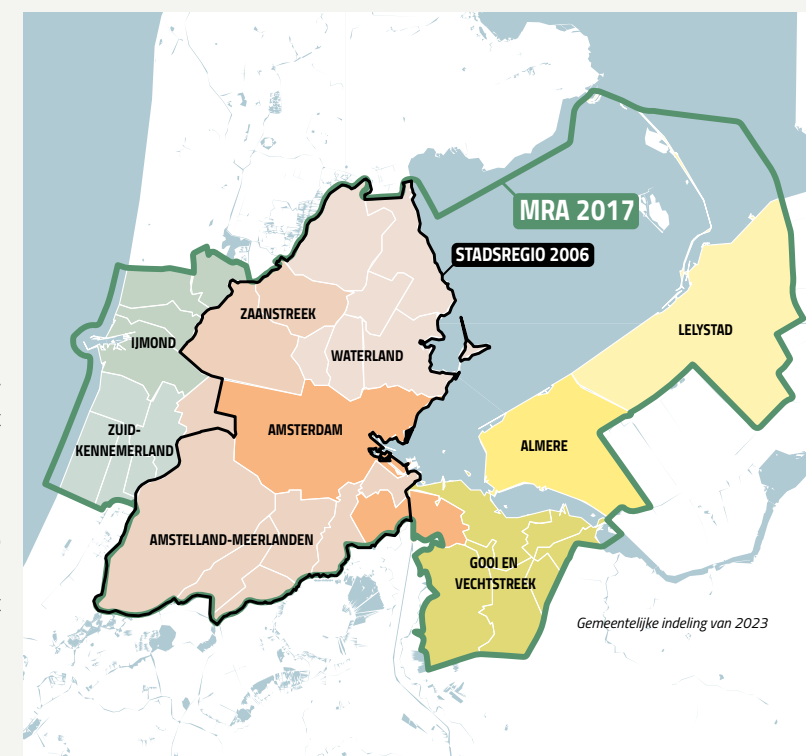 MRA 2017
STADSREGIO 2006
ZAANSTREEK
IJMOND
WATERLAND
LELYSTAD
ZUID-
KENNEMERLAND
AMSTERDAM
ALMERE
AMSTELLAND-MEERLANDEN
GOOI EN
VECHTSTREEK
Gemeentelijke indeling van 2023